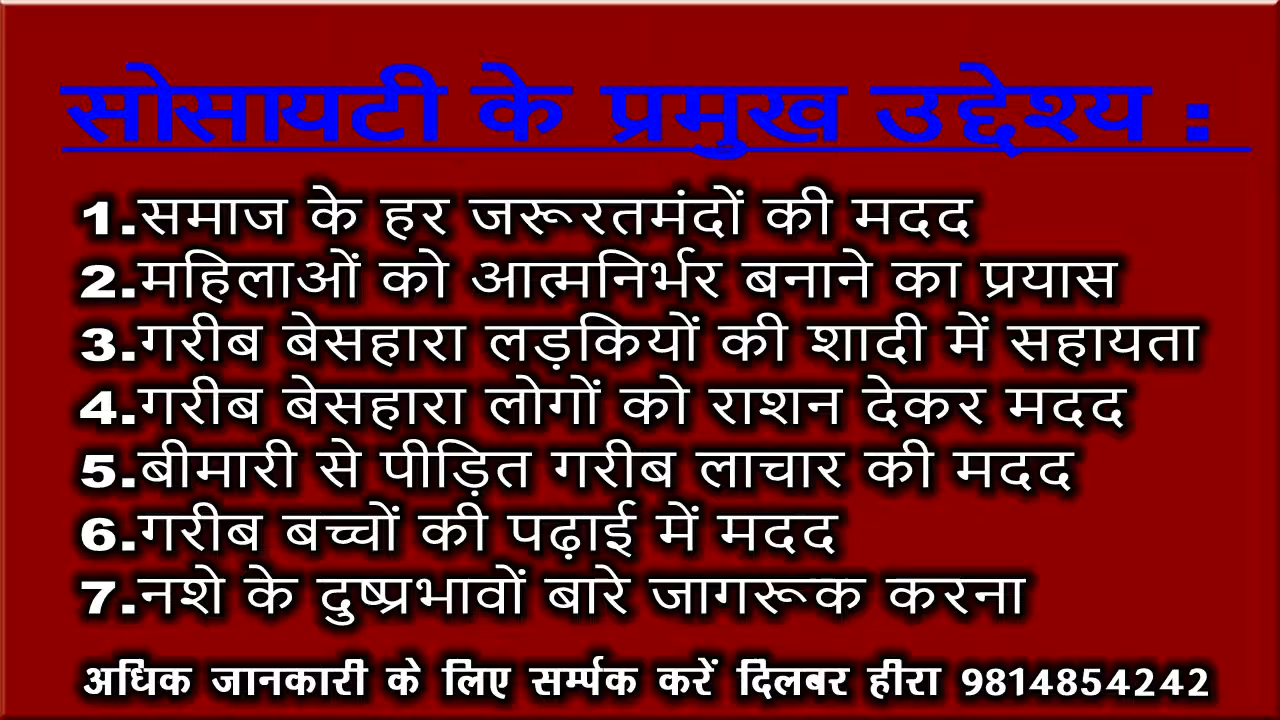 सोसायटी के प्रमुख उद्देश्य :
1.समाज के हर जरूरतमंदों की मदद
2.महिलाओं को आत्मनिर्भर बनाने का प्रयास
3.गरीब बेसहारा लड़कियों की शादी में सहायता
4.गरीब बेसहारा लोगों को राशन देकर मदद
5.बीमारी से पीड़ित गरीब लाचार की मदद
6.गरीब बच्चों की पढ़ाई में मदद
7.नशे के दुष्प्रभावों बारे जागरूक करना
अधिक जानकारी के लिए सर्म्पक करें दिलबर हीरा 9814854242